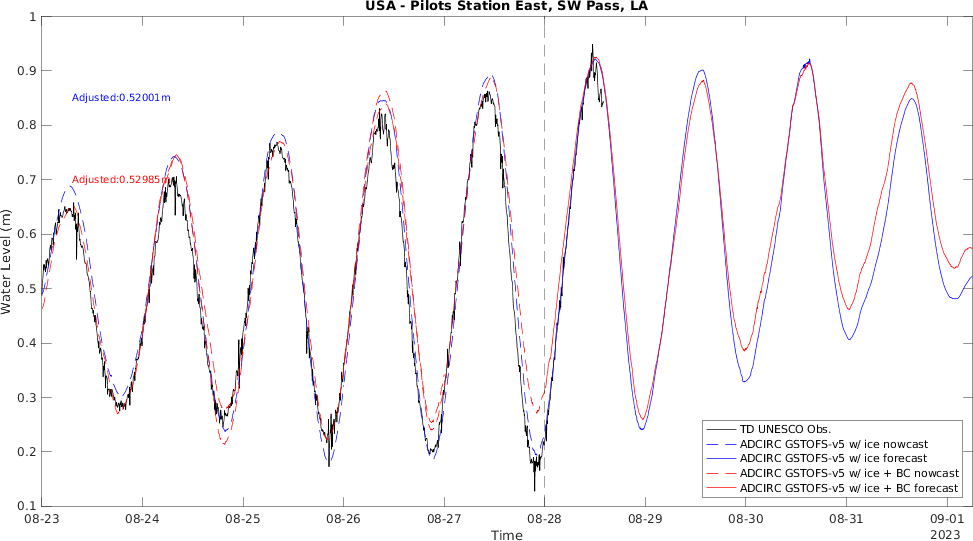 USA - Pilots Station East, SW Pass, LA
1
0.9
0.8
0.7
0.6
0.5
0.4
0.3
0.2
0.1
Water Level (m)
Adjusted:0.52001m
Adjusted:0.52985m
TD UNESCO Obs.
ADCIRC GSTOFS-v5 w/ ice nowcast
ADCIRC GSTOFS-v5 w/ ice forecast
ADCIRC GSTOFS-v5 w/ ice + BC nowcast
ADCIRC GSTOFS-v5 w/ ice + BC forecast
08-23 08-24 08-25 08-26 08-27 08-28 08-29 08-30 08-31 09-01
2023
Time